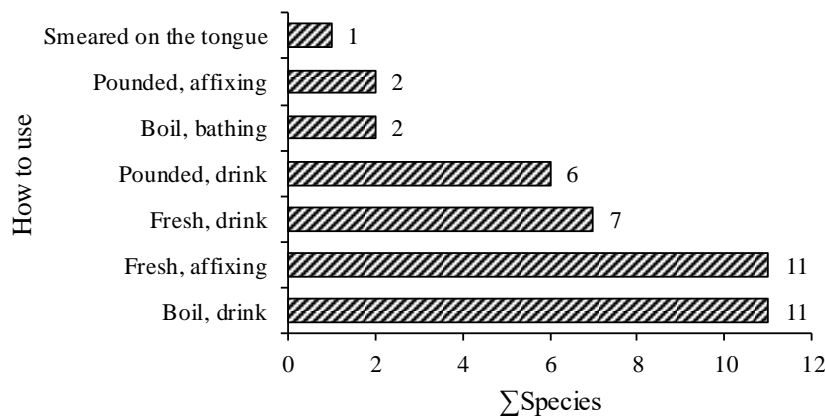 How to use
Smeared on the tongue 1
Pounded, affixing 2
Boil, bathing 2
Pounded, drink 6
Fresh, drink 7
Fresh, affixing 11
Boil, drink 11
0 2 4 6 8 10 12
∑Species